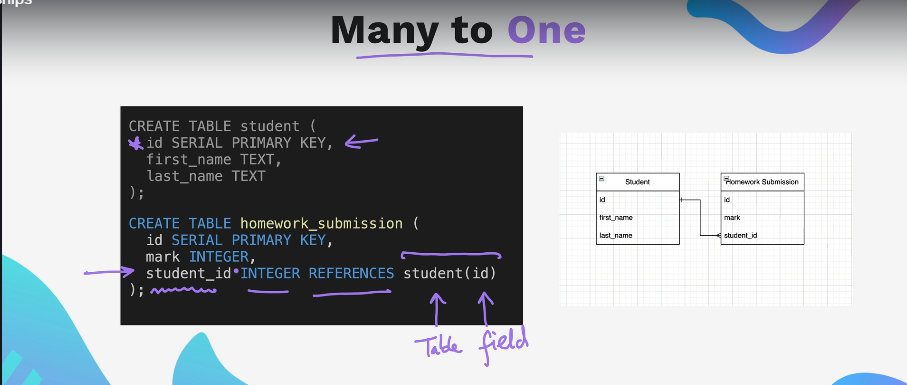 Many to One
CREATE TABLE student (
id SERIAL PRIMARY KEY,
first_name TEXT,
last_name TEXT
);
CREATE TABLE homework_submission (
id SERIAL PRIMARY KEY,
mark INTEGER,
student_id INTEGER REFERENCES student(id)
);
Table field
Student
id
first_name
last_name
Homework Submission
id
mark
student_id